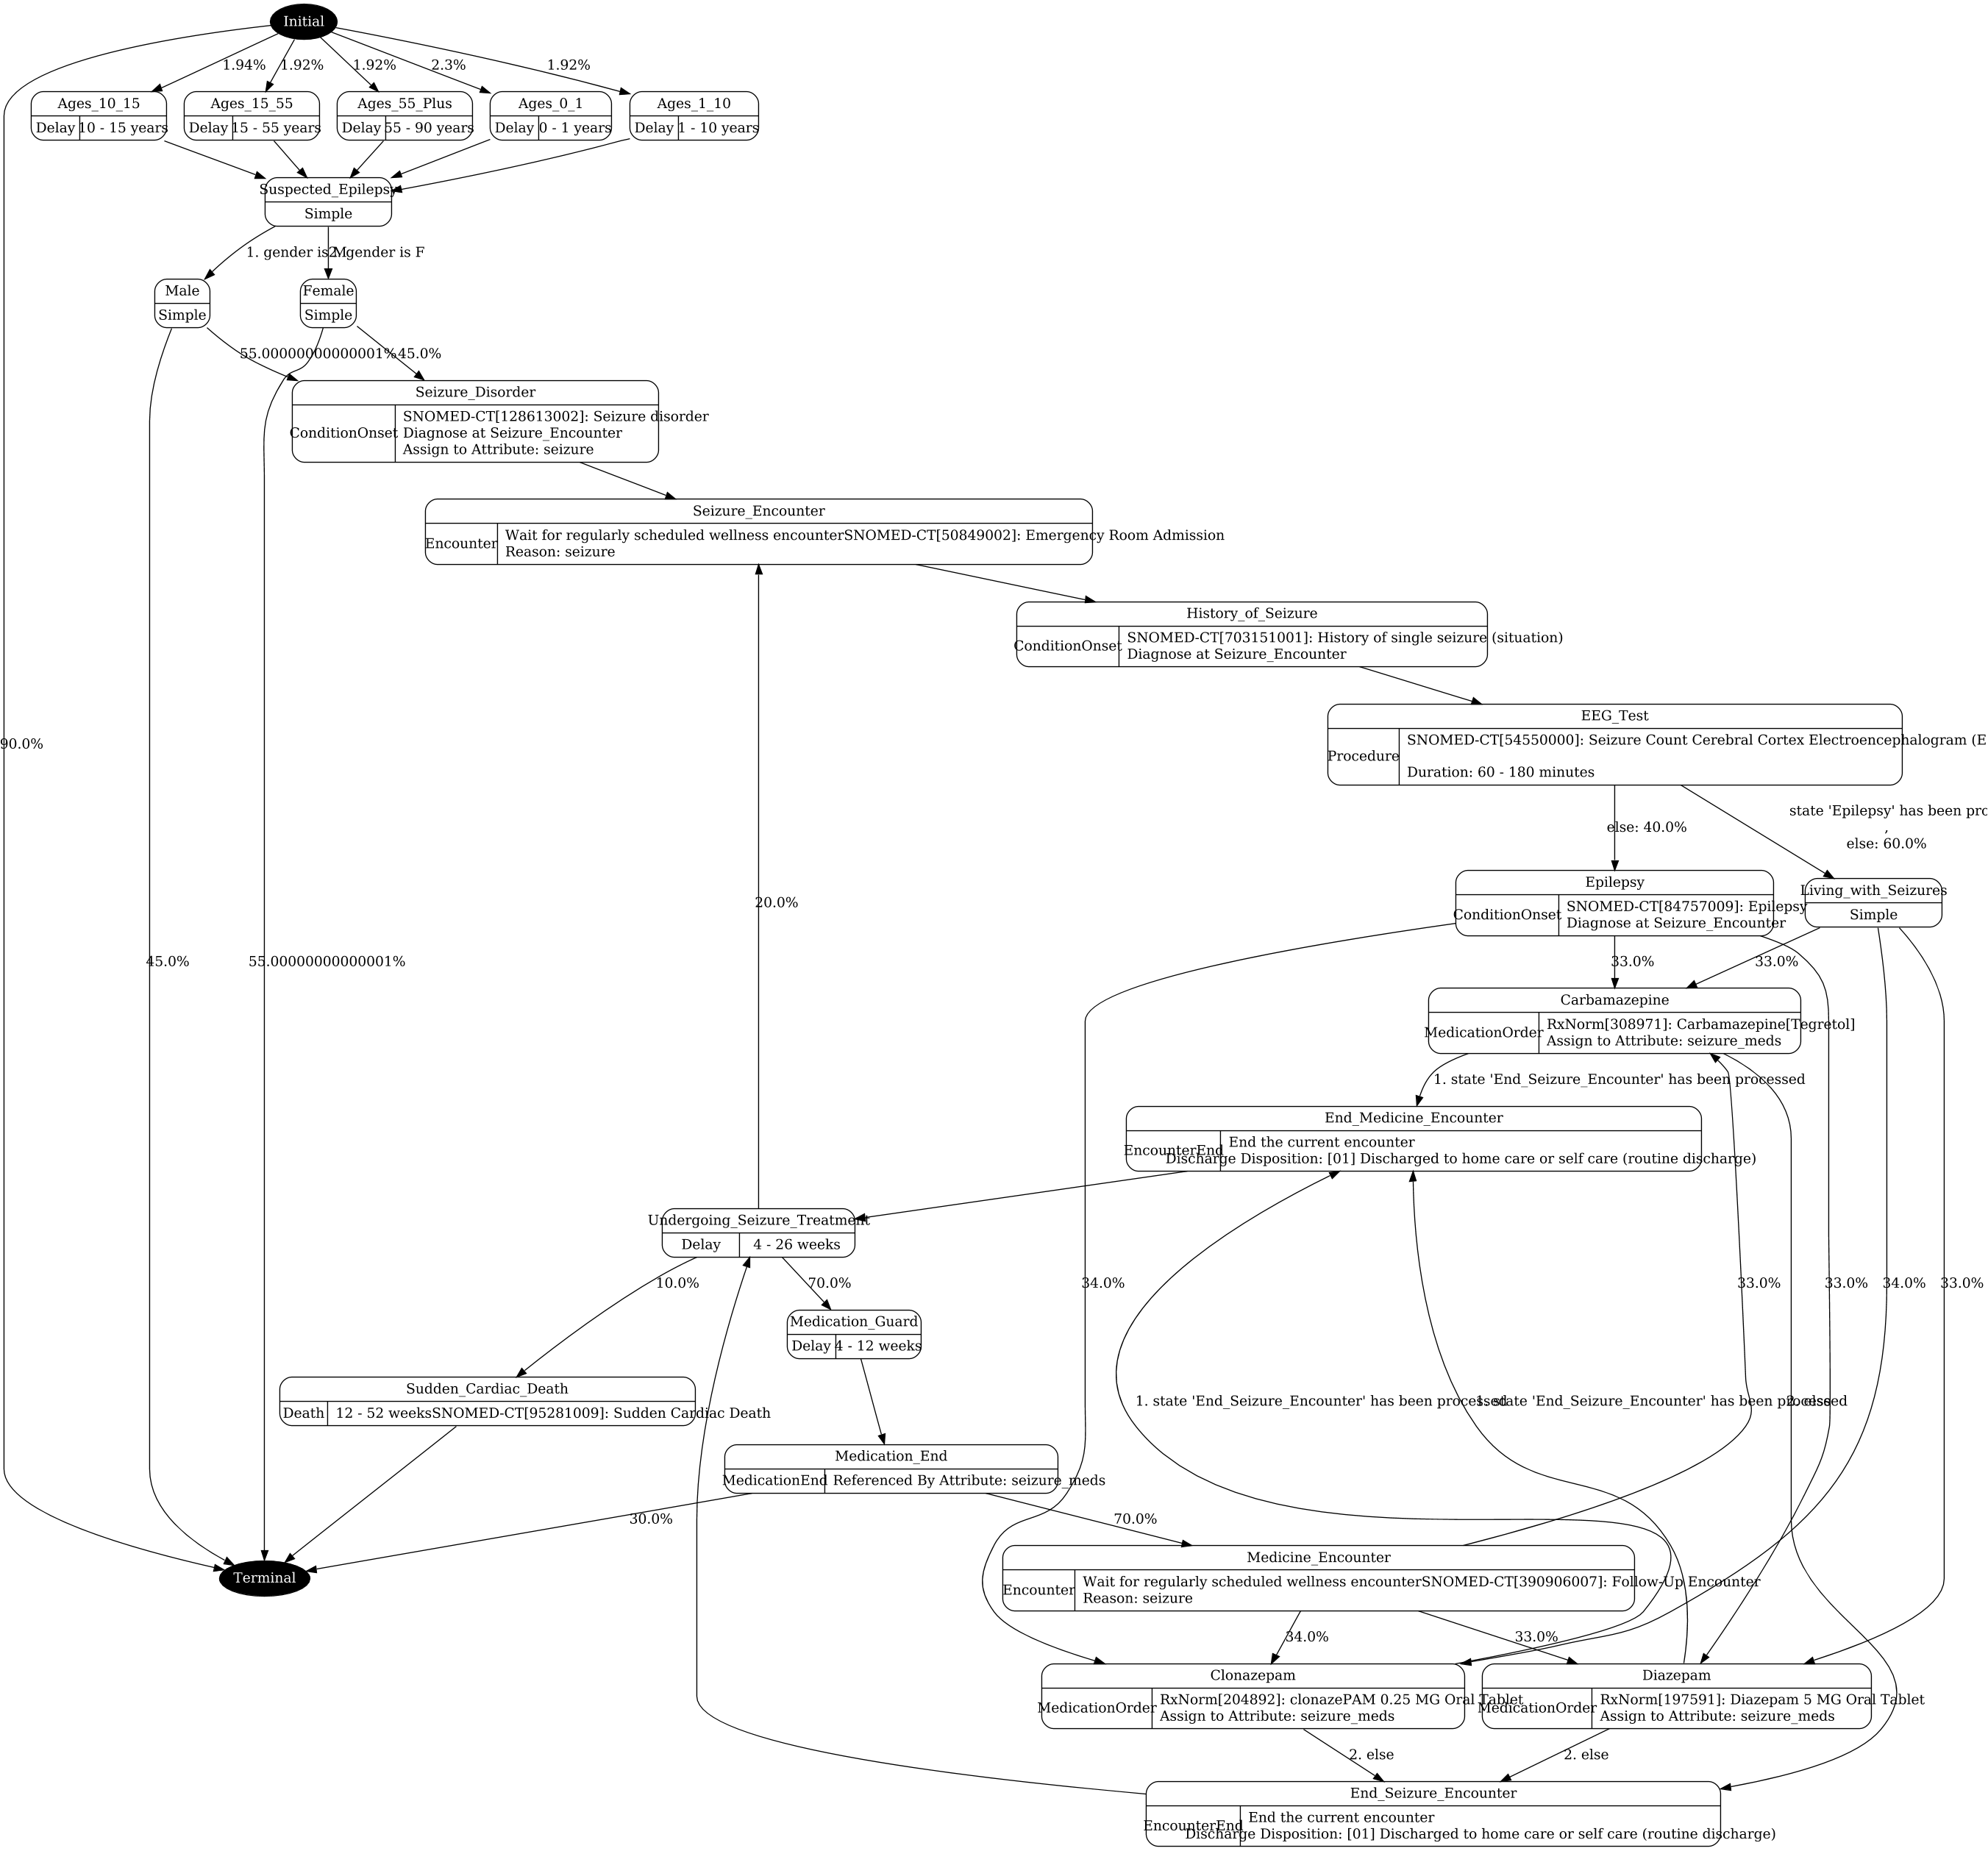 Initial
1.94%
1.92%
1.92%
2.3%
1.92%
Ages_10_15
Delay
10 - 15 years
Ages_15_55
Delay
15 - 55 years
Ages_55_Plus
Delay
55 - 90 years
Ages_0_1
Delay
0 - 1 years
Ages_1_10
Delay
1 - 10 years
Suspected_Epilepsy
Simple
1. gender is M
2. gender is F
Male
Simple
Female
Simple
55.00000000000001%
45.0%
Seizure_Disorder
ConditionOnset
SNOMED-CT[128613002]: Seizure disorder
Diagnose at Seizure_Encounter
Assign to Attribute: seizure
Seizure_Encounter
Encounter
Wait for regularly scheduled wellness encounterSNOMED-CT[50849002]: Emergency Room Admission
Reason: seizure
History_of_Seizure
ConditionOnset
SNOMED-CT[703151001]: History of single seizure (situation)
Diagnose at Seizure_Encounter
EEG_Test
Procedure
SNOMED-CT[54550000]: Seizure Count Cerebral Cortex Electroencephalogram (E
Duration: 60 - 180 minutes
90.0%
else: 40.0%
state 'Epilepsy' has been pro
,
else: 60.0%
Epilepsy
ConditionOnset
SNOMED-CT[84757009]: Epilepsy
Diagnose at Seizure_Encounter
Living_with_Seizures
Simple
20.0%
45.0%
55.00000000000001%
33.0%
33.0%
Carbamazepine
MedicationOrder
RxNorm[308971]: Carbamazepine[Tegretol]
Assign to Attribute: seizure_meds
1. state 'End_Seizure_Encounter' has been processed
End_Medicine_Encounter
EncounterEnd
End the current encounter
Discharge Disposition: [01] Discharged to home care or self care (routine discharge)
Undergoing_Seizure_Treatment
Delay
4 - 26 weeks
10.0%
70.0%
34.0%
33.0%
33.0%
34.0%
33.0%
Medication_Guard
Delay
4 - 12 weeks
Sudden_Cardiac_Death
Death
12 - 52 weeksSNOMED-CT[95281009]: Sudden Cardiac Death
1. state 'End_Seizure_Encounter' has been processed
1. state 'End_Seizure_Encounter' has been processed
2. else
Medication_End
MedicationEnd
Referenced By Attribute: seizure_meds
30.0%
70.0%
Medicine_Encounter
Encounter
Wait for regularly scheduled wellness encounterSNOMED-CT[390906007]: Follow-Up Encounter
Reason: seizure
Terminal
34.0%
33.0%
Clonazepam
MedicationOrder
RxNorm[204892]: clonazePAM 0.25 MG Oral Tablet
Assign to Attribute: seizure_meds
Diazepam
MedicationOrder
RxNorm[197591]: Diazepam 5 MG Oral Tablet
Assign to Attribute: seizure_meds
2. else
2. else
End_Seizure_Encounter
EncounterEnd
End the current encounter
Discharge Disposition: [01] Discharged to home care or self care (routine discharge)